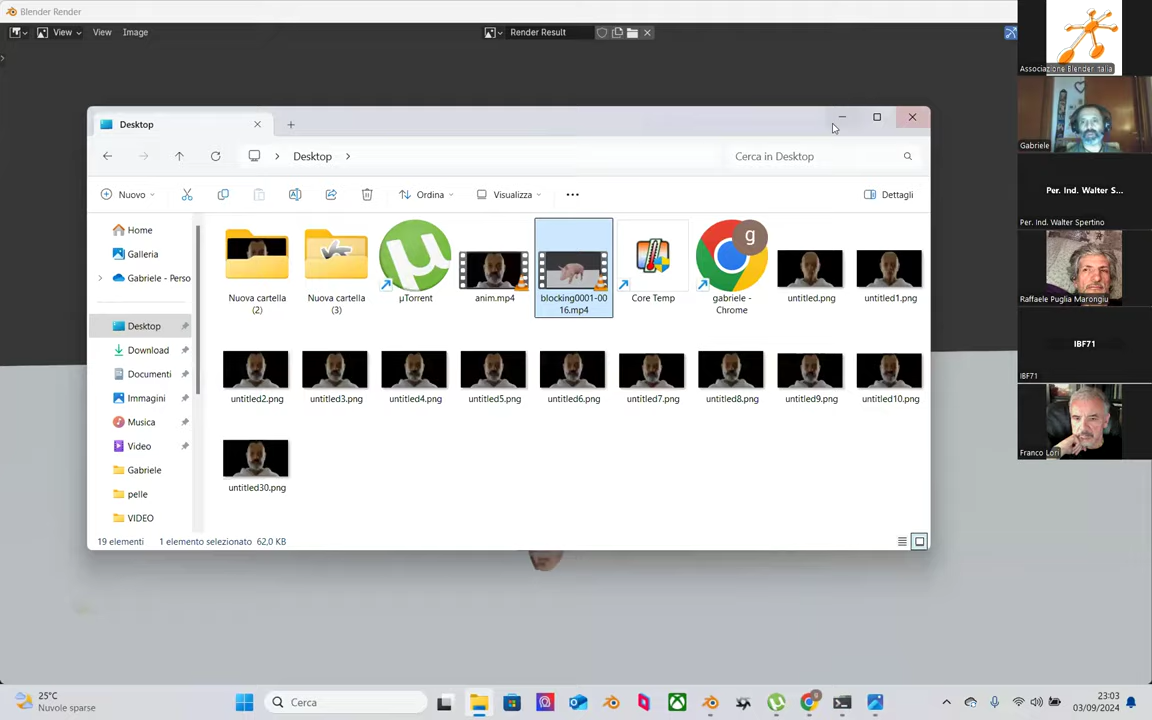 Blender Render
View
View
Image
Render Result
Associazione Blender Italia
Gabriele
Per. Ind. Walter S...
Per. Ind. Walter Spertino
Raffaele Puglia Marongiu
IBF71
IBF71
Franco Lori
Desktop
Desktop
Cerca in Desktop
Nuovo
Ordina
Visualizza
Dettagli
Home
Galleria
Gabriele - Perso
Desktop
Download
Documenti
Immagini
Musica
Video
Gabriele
pelle
VIDEO
Nuova cartella
(2)
Nuova cartella
(3)
µTorrent
anim.mp4
blocking0001-00
16.mp4
Core Temp
g
gabriele -
Chrome
untitled.png
untitled1.png
untitled2.png
untitled3.png
untitled4.png
untitled5.png
untitled6.png
untitled7.png
untitled8.png
untitled9.png
untitled10.png
untitled30.png
19 elementi
1 elemento selezionato 62,0 KB
25°C
Nuvole sparse
Cerca
23:03
03/09/2024